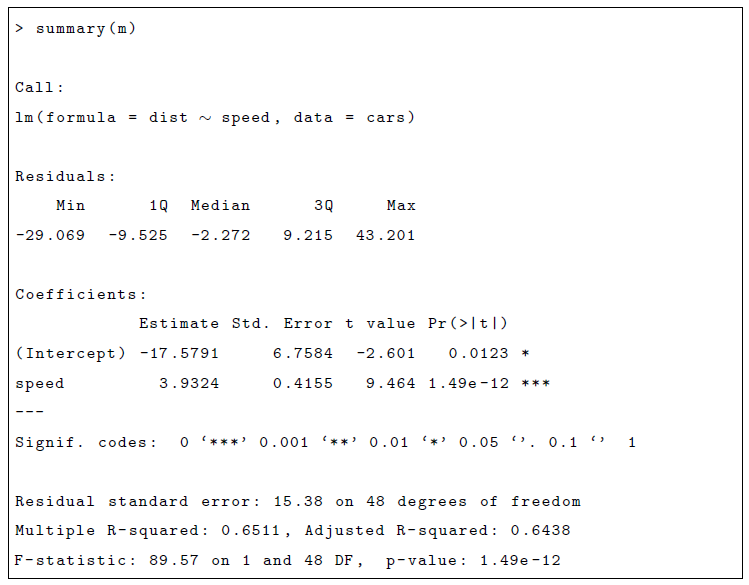 > summary(m)
Call:
lm(formula = dist ∼ speed, data = cars)
Residuals:
Min 1Q Median 3Q Max
-29.069 -9.525 -2.272 9.215 43.201
Coefficients:
Estimate Std. Error t value Pr(>|t|)
(Intercept) -17.5791 6.7584 -2.601 0.0123 *
speed 3.9324 0.4155 9.464 1.49e-12 ***
---
Signif. codes: 0 ‘***’ 0.001 ‘**’ 0.01 ‘*’ 0.05 ‘’. 0.1 ‘’ 1
Residual standard error: 15.38 on 48 degrees of freedom
Multiple R-squared: 0.6511, Adjusted R-squared: 0.6438
F-statistic: 89.57 on 1 and 48 DF, p-value: 1.49e-12